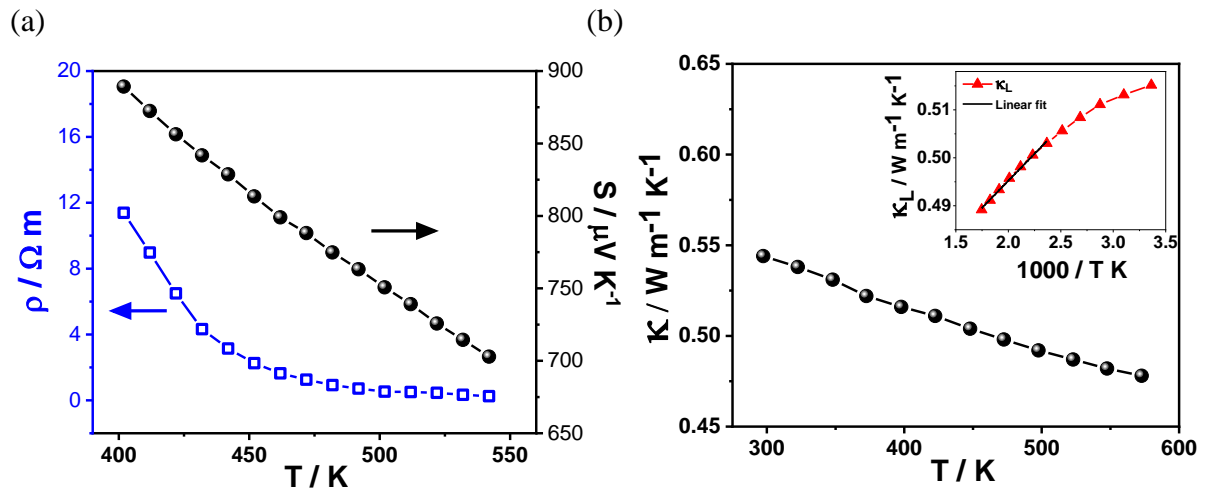 (a)
20
16
12
8
4
0
ρ / Ω m
900
850
800
750
700
650
S / μV K⁻¹
400 450 500 550
T / K
(b)
0.65
0.60
0.55
0.50
0.45
κ / W m⁻¹ K⁻¹
300 400 500 600
T / K
κL
Linear fit
0.51
0.50
0.49
κL / W m⁻¹ K⁻¹
1.5 2.0 2.5 3.0 3.5
1000 / T K